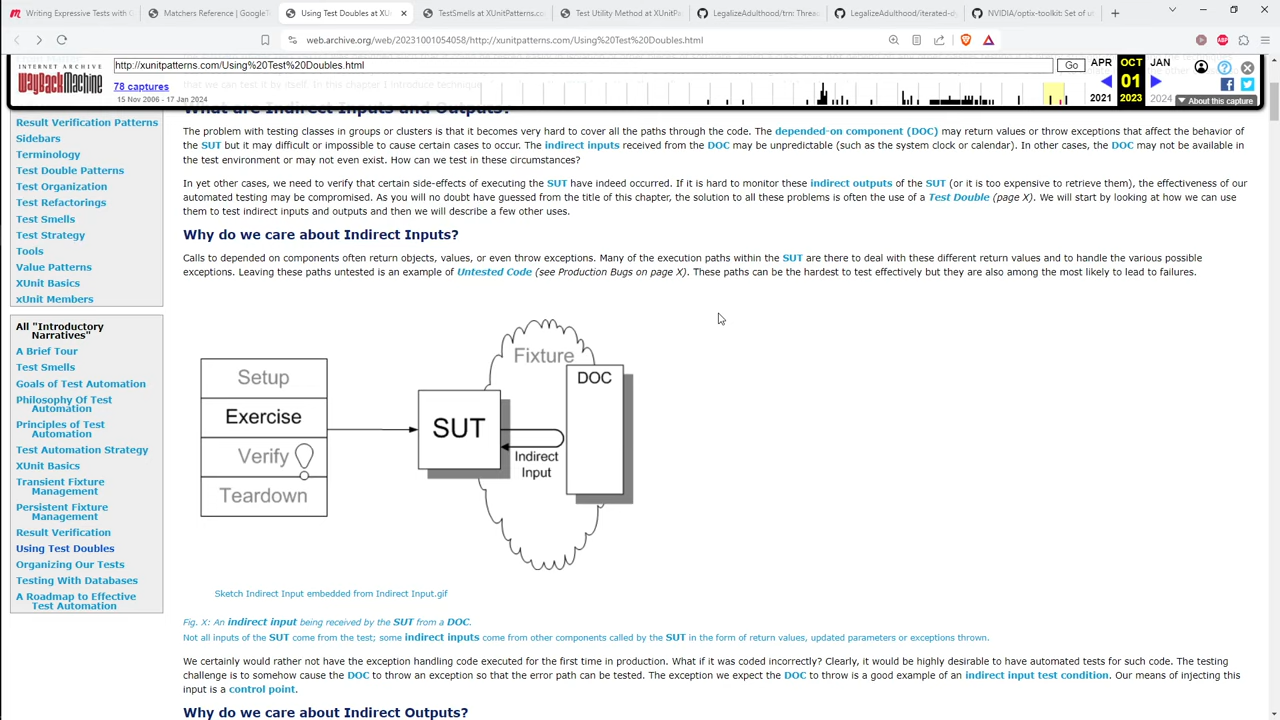 Writing Expressive Tests with G
Matchers Reference | GoogleT
Using Test Doubles at XU
TestSmells at XUnitPatterns.co
Test Utility Method at XUnitPa
LegalizeAdulthood/trn: Threa
LegalizeAdulthood/iterated-dy
NVIDIA/optix-toolkit: Set of ut
web.archive.org/web/20231001054058/http://xunitpatterns.com/Using%20Test%20Doubles.html
INTERNET ARCHIVE
WayBackMachine
http://xunitpatterns.com/Using%20Test%20Doubles.html
Go
APR
OCT
JAN
78 captures
01
15 Nov 2006 - 17 Jan 2024
2021
2023
2024
About this capture
that we can test it by itself. In this chapter I introduce technique
What are Indirect Inputs and Outputs?
The problem with testing classes in groups or clusters is that it becomes very hard to cover all the paths through the code. The depended-on component (DOC) may return values or throw exceptions that affect the behavior of
the SUT but it may difficult or impossible to cause certain cases to occur. The indirect inputs received from the DOC may be unpredictable (such as the system clock or calendar). In other cases, the DOC may not be available in
the test environment or may not even exist. How can we test in these circumstances?
In yet other cases, we need to verify that certain side-effects of executing the SUT have indeed occurred. If it is hard to monitor these indirect outputs of the SUT (or it is too expensive to retrieve them), the effectiveness of our
automated testing may be compromised. As you will no doubt have guessed from the title of this chapter, the solution to all these problems is often the use of a Test Double (page X). We will start by looking at how we can use
them to test indirect inputs and outputs and then we will describe a few other uses.
Why do we care about Indirect Inputs?
Calls to depended on components often return objects, values, or even throw exceptions. Many of the execution paths within the SUT are there to deal with these different return values and to handle the various possible
exceptions. Leaving these paths untested is an example of Untested Code (see Production Bugs on page X). These paths can be the hardest to test effectively but they are also among the most likely to lead to failures.
Result Verification Patterns
Sidebars
Terminology
Test Double Patterns
Test Organization
Test Refactorings
Test Smells
Test Strategy
Tools
Value Patterns
XUnit Basics
xUnit Members
All "Introductory
Narratives"
A Brief Tour
Test Smells
Goals of Test Automation
Philosophy Of Test
Automation
Principles of Test
Automation
Test Automation Strategy
XUnit Basics
Transient Fixture
Management
Persistent Fixture
Management
Result Verification
Using Test Doubles
Organizing Our Tests
Testing With Databases
A Roadmap to Effective
Test Automation
Setup
Exercise
Verify
Teardown
SUT
Fixture
DOC
Indirect
Input
Sketch Indirect Input embedded from Indirect Input.gif
Fig. X: An indirect input being received by the SUT from a DOC.
Not all inputs of the SUT come from the test; some indirect inputs come from other components called by the SUT in the form of return values, updated parameters or exceptions thrown.
We certainly would rather not have the exception handling code executed for the first time in production. What if it was coded incorrectly? Clearly, it would be highly desirable to have automated tests for such code. The testing
challenge is to somehow cause the DOC to throw an exception so that the error path can be tested. The exception we expect the DOC to throw is a good example of an indirect input test condition. Our means of injecting this
input is a control point.
Why do we care about Indirect Outputs?